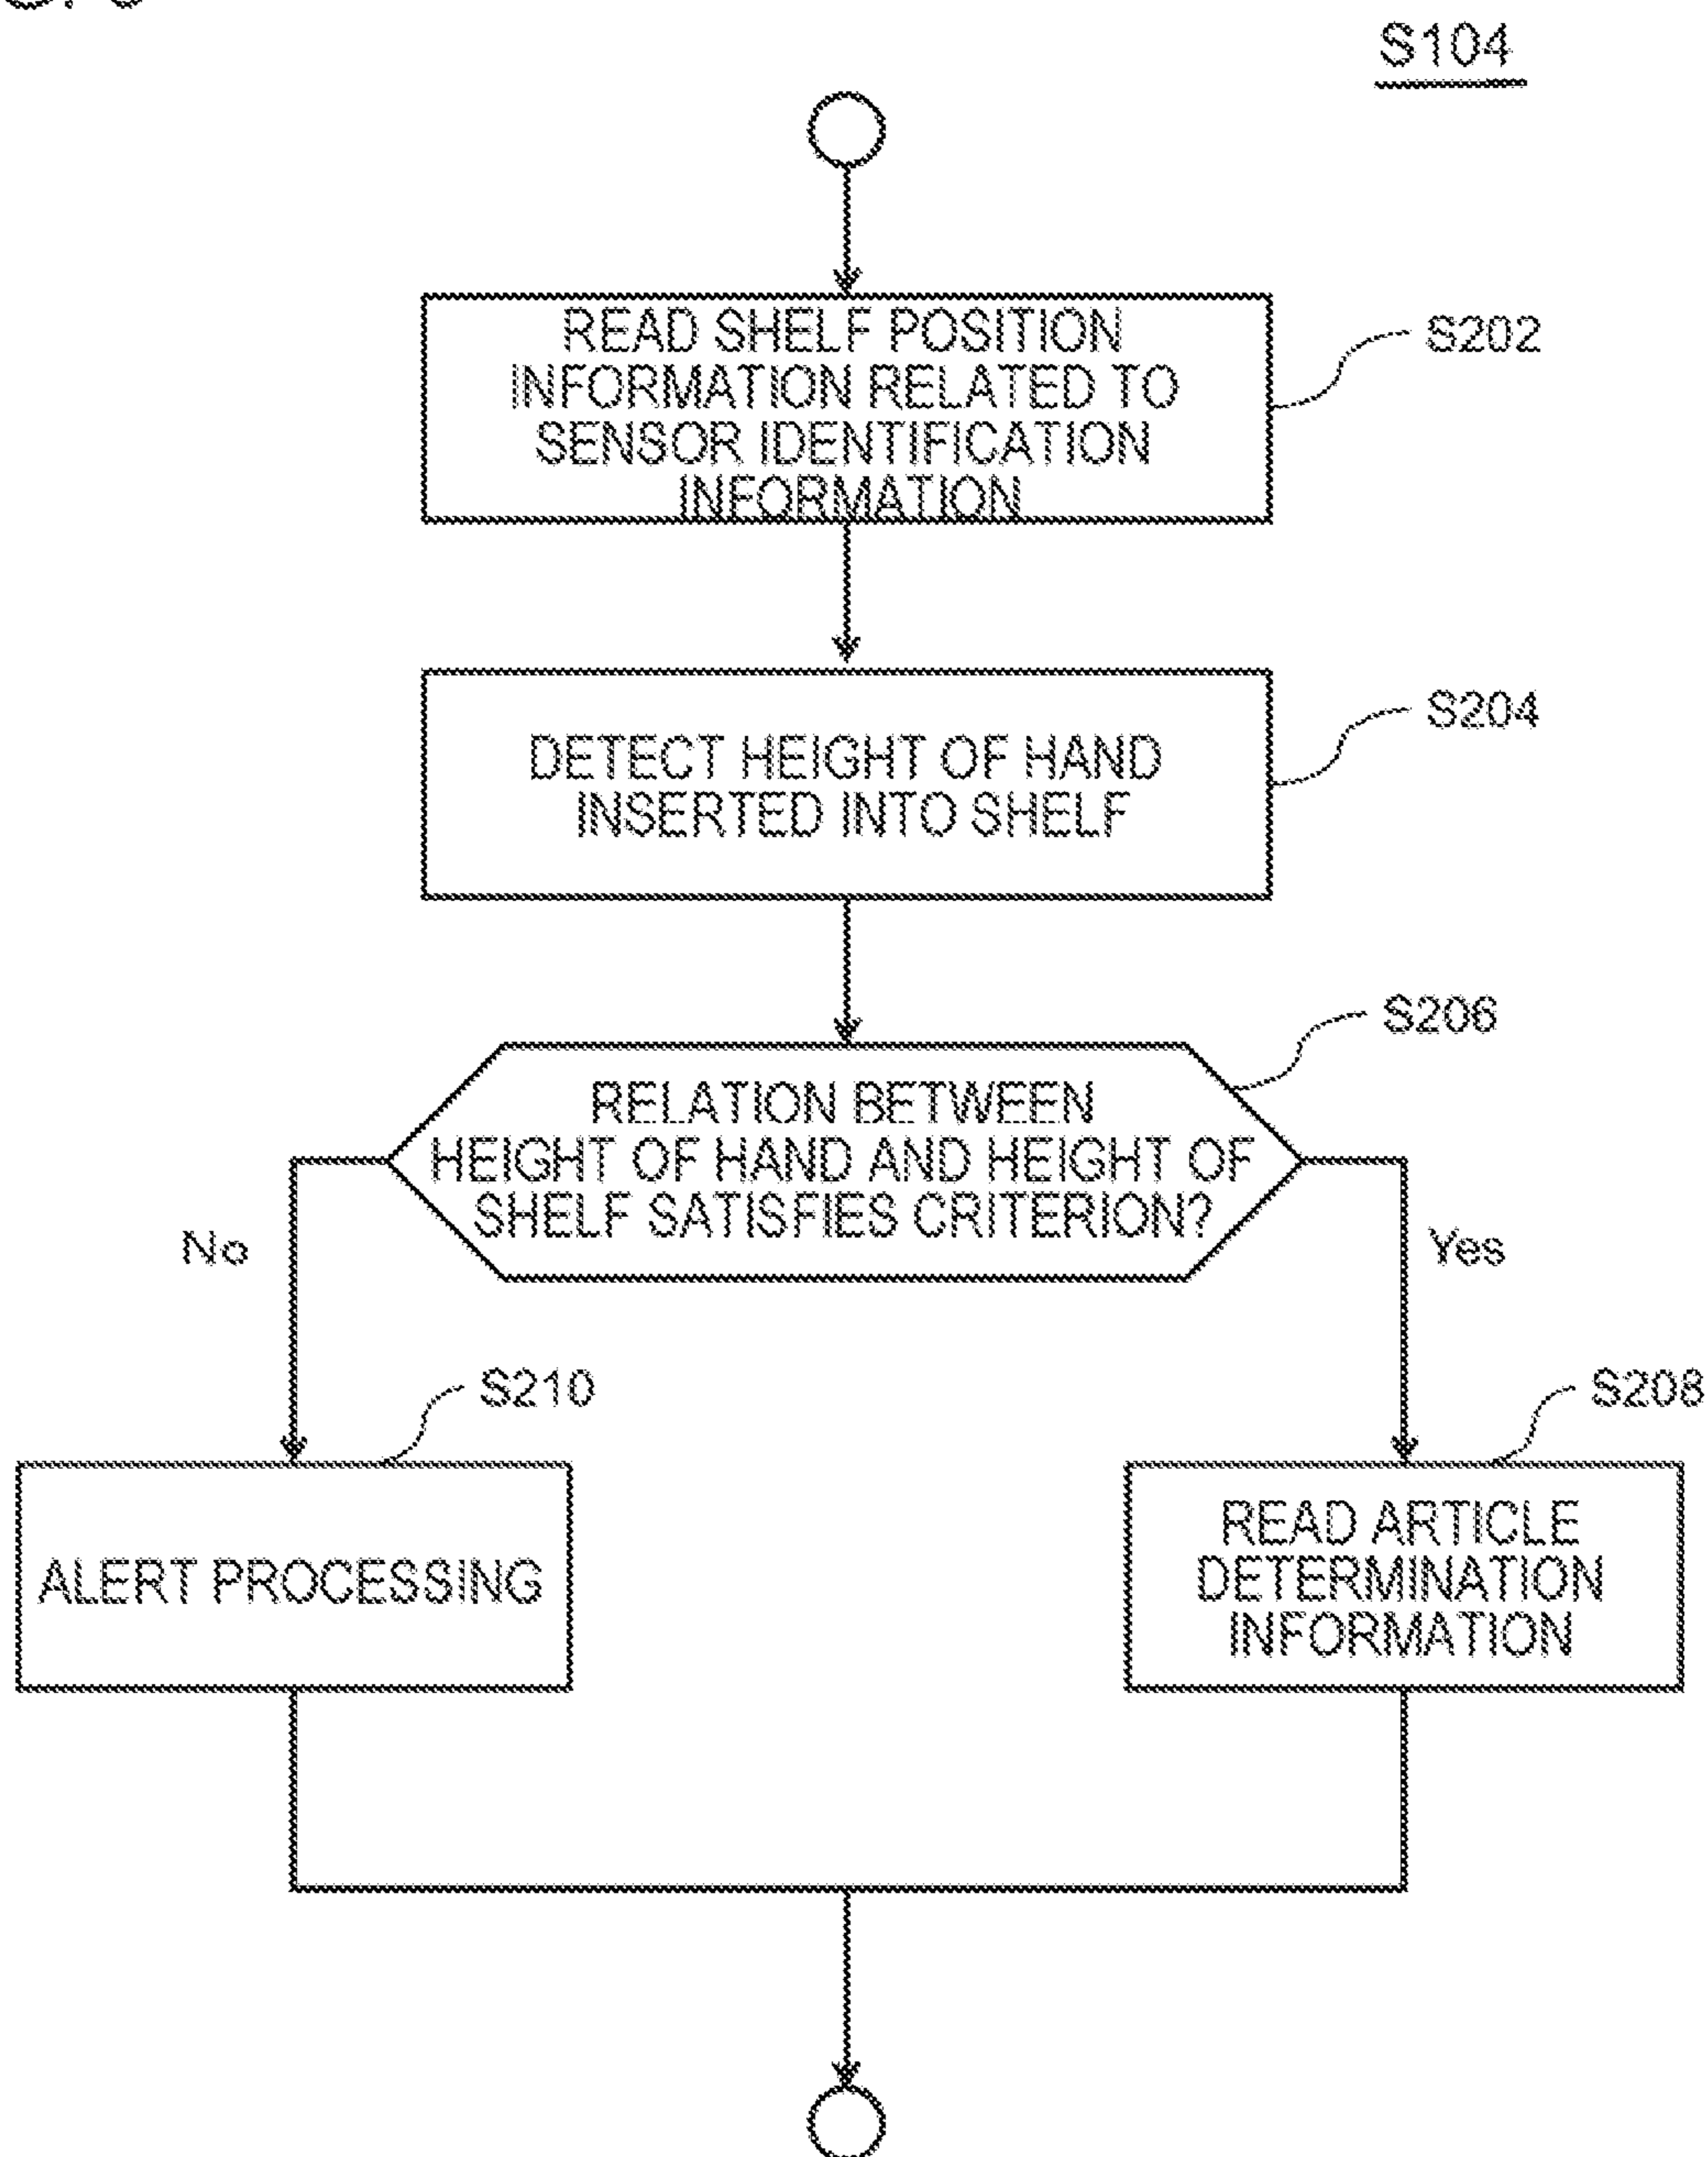 S104
READ SHELF POSITION
INFORMATION RELATED TO
SENSOR IDENTIFICATION
INFORMATION
S202
DETECT HEIGHT OF HAND
INSERTED INTO SHELF
S204
RELATION BETWEEN
HEIGHT OF HAND AND HEIGHT OF
SHELF SATISFIES CRITERION?
S206
No
Yes
S210
S208
ALERT PROCESSING
READ ARTICLE
DETERMINATION
INFORMATION